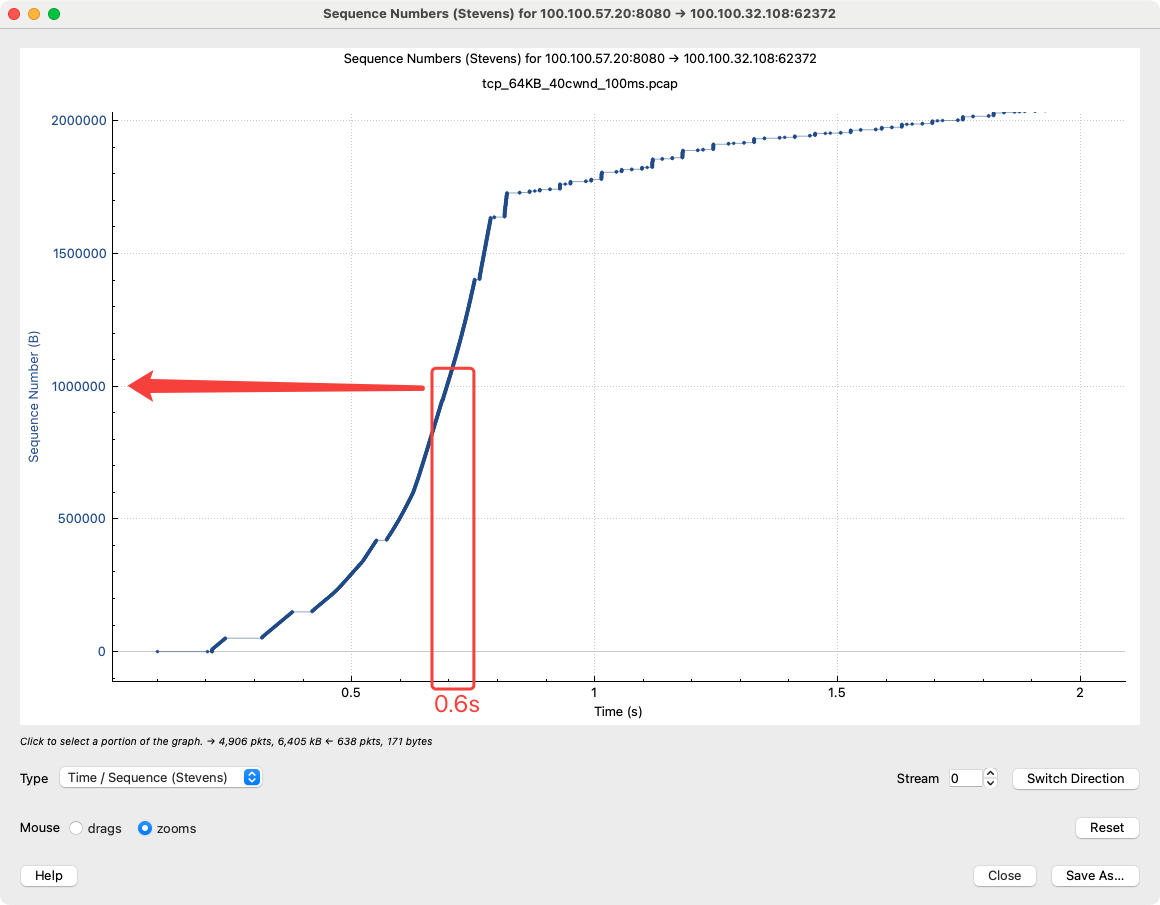 Sequence Numbers (Stevens) for 100.100.57.20:8080 → 100.100.32.108:62372
Sequence Numbers (Stevens) for 100.100.57.20:8080 → 100.100.32.108:62372
tcp_64KB_40cwnd_100ms.pcap
2000000
1500000
1000000
500000
0
Sequence Number (B)
0.5
1
1.5
2
0.6s
Time (s)
Click to select a portion of the graph. → 4,906 pkts, 6,405 kB ← 638 pkts, 171 bytes
Type Time / Sequence (Stevens) Stream 0 Switch Direction
Mouse drags zooms Reset
Help Close Save As…